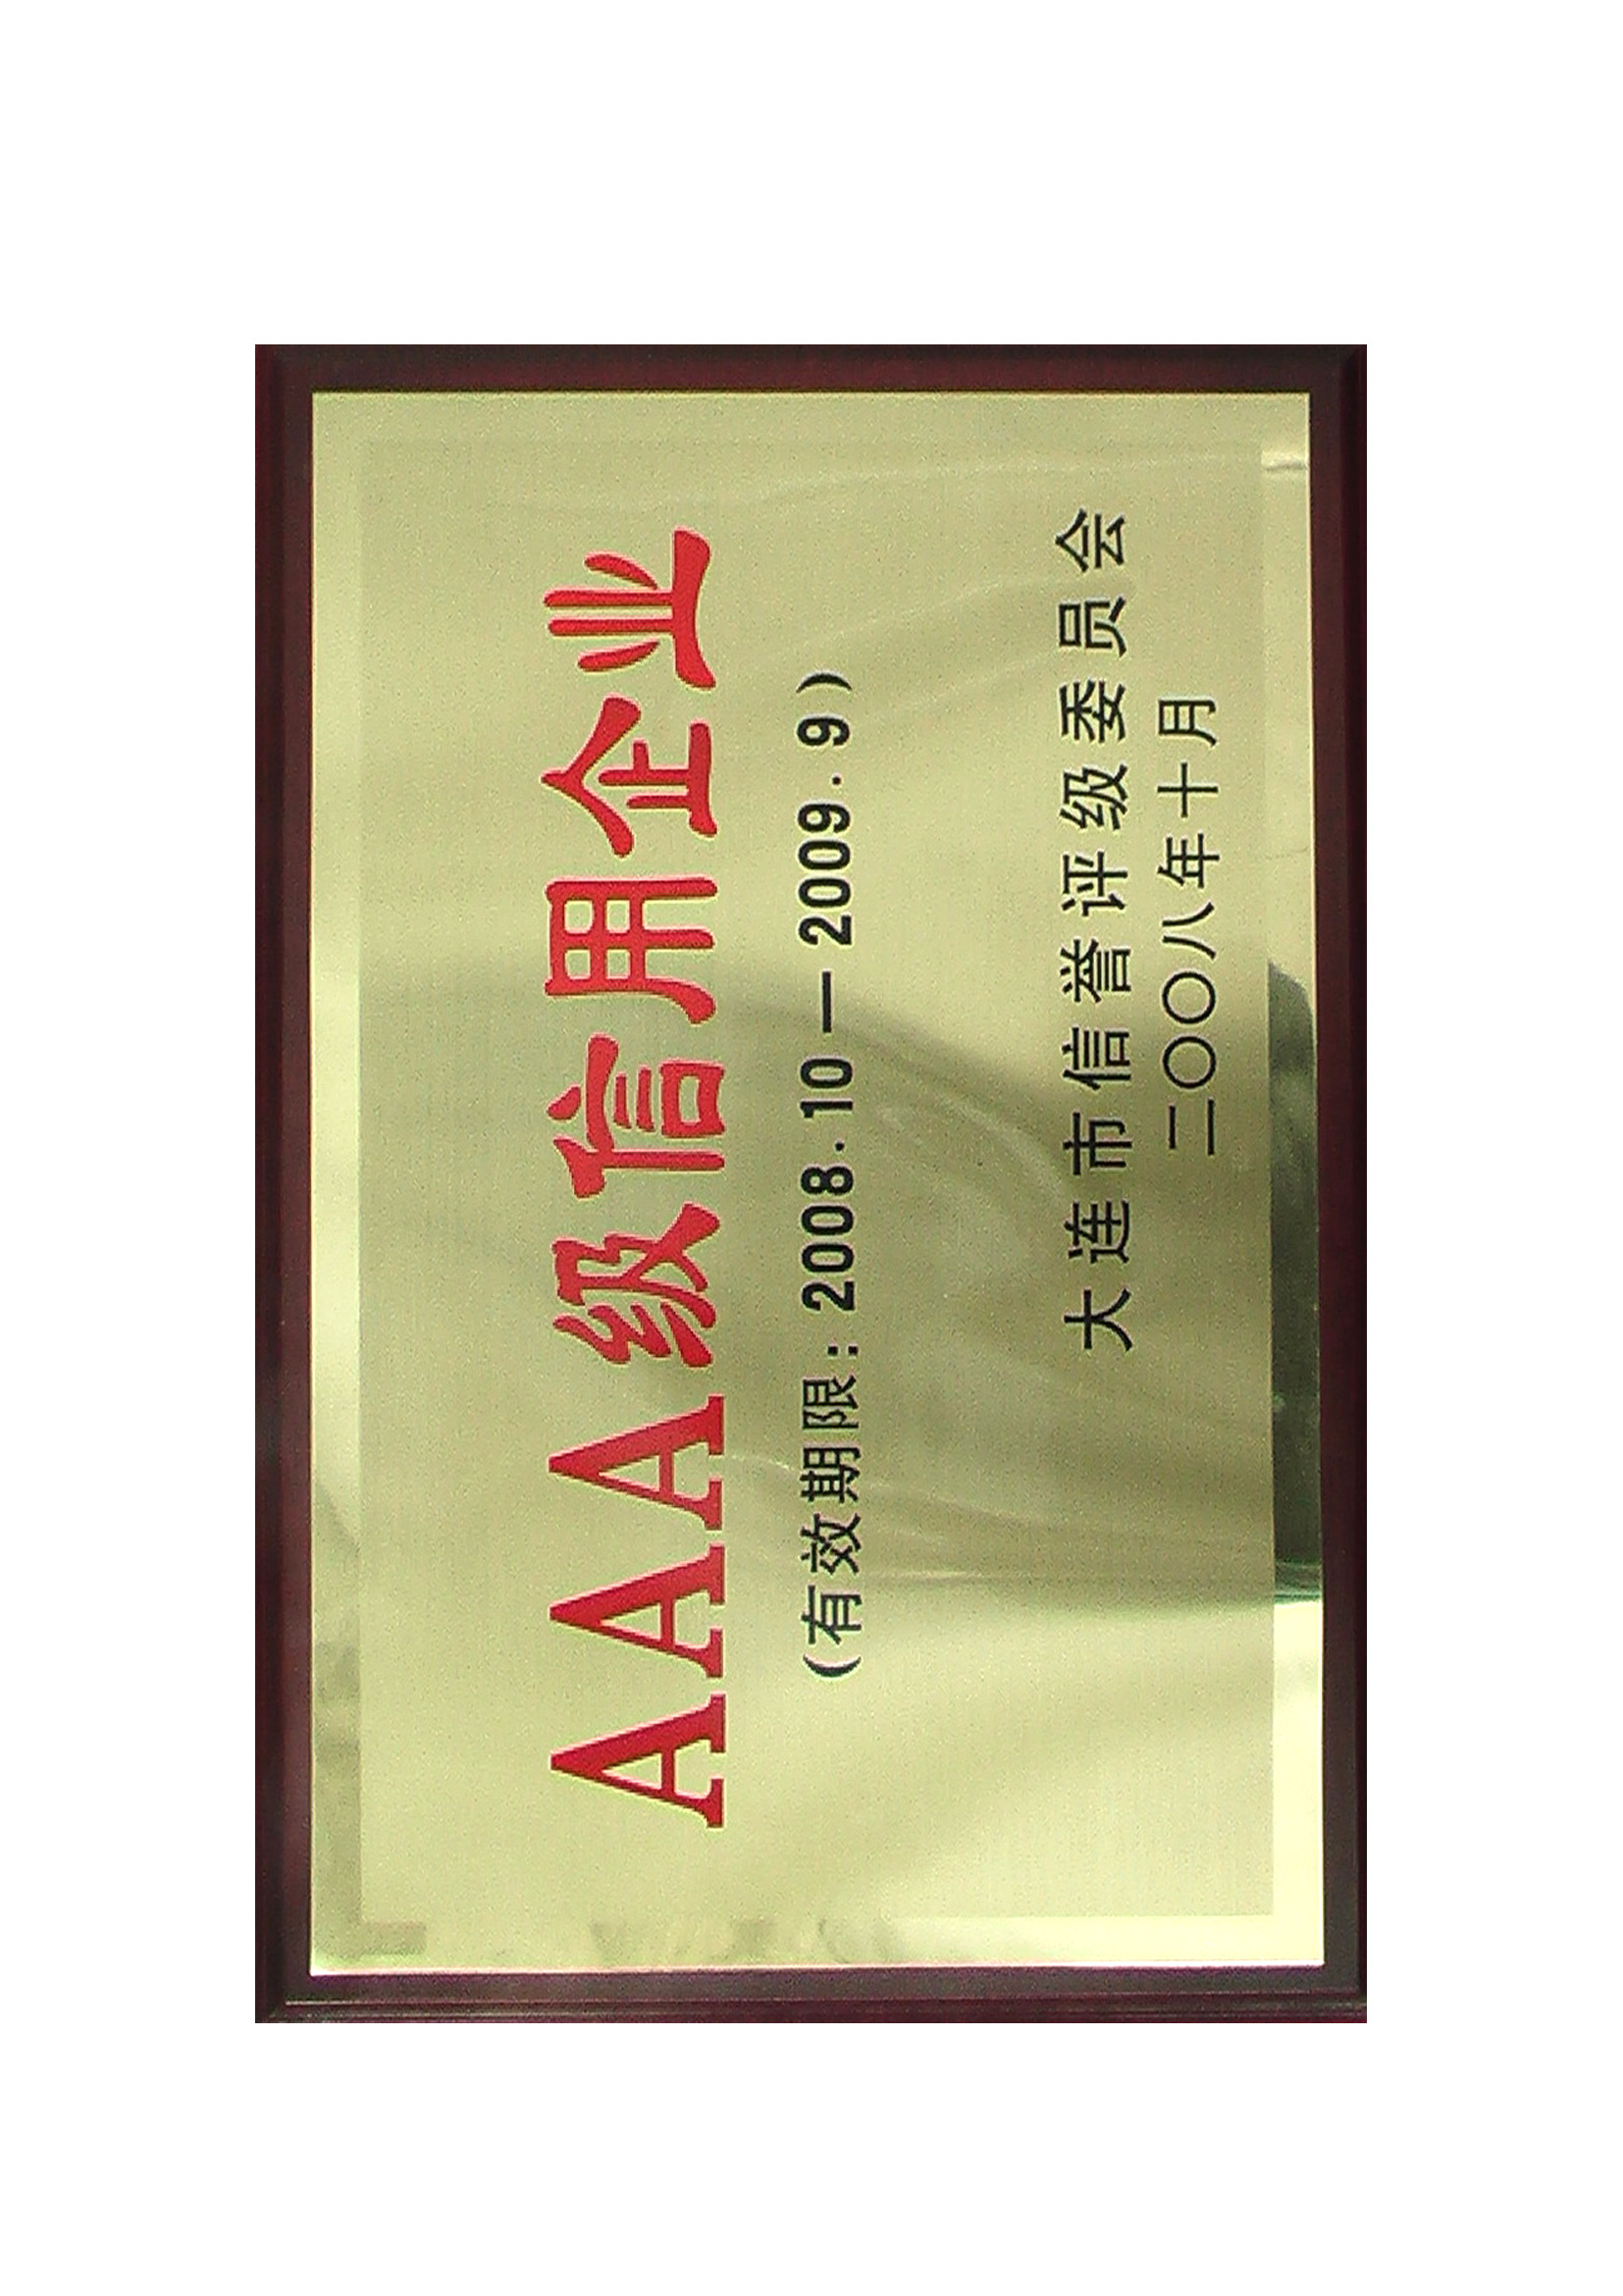 AAA级信用企业
(有效期限：2008.10—2009.9)
大连市信誉评级委员会
二〇〇八年十月